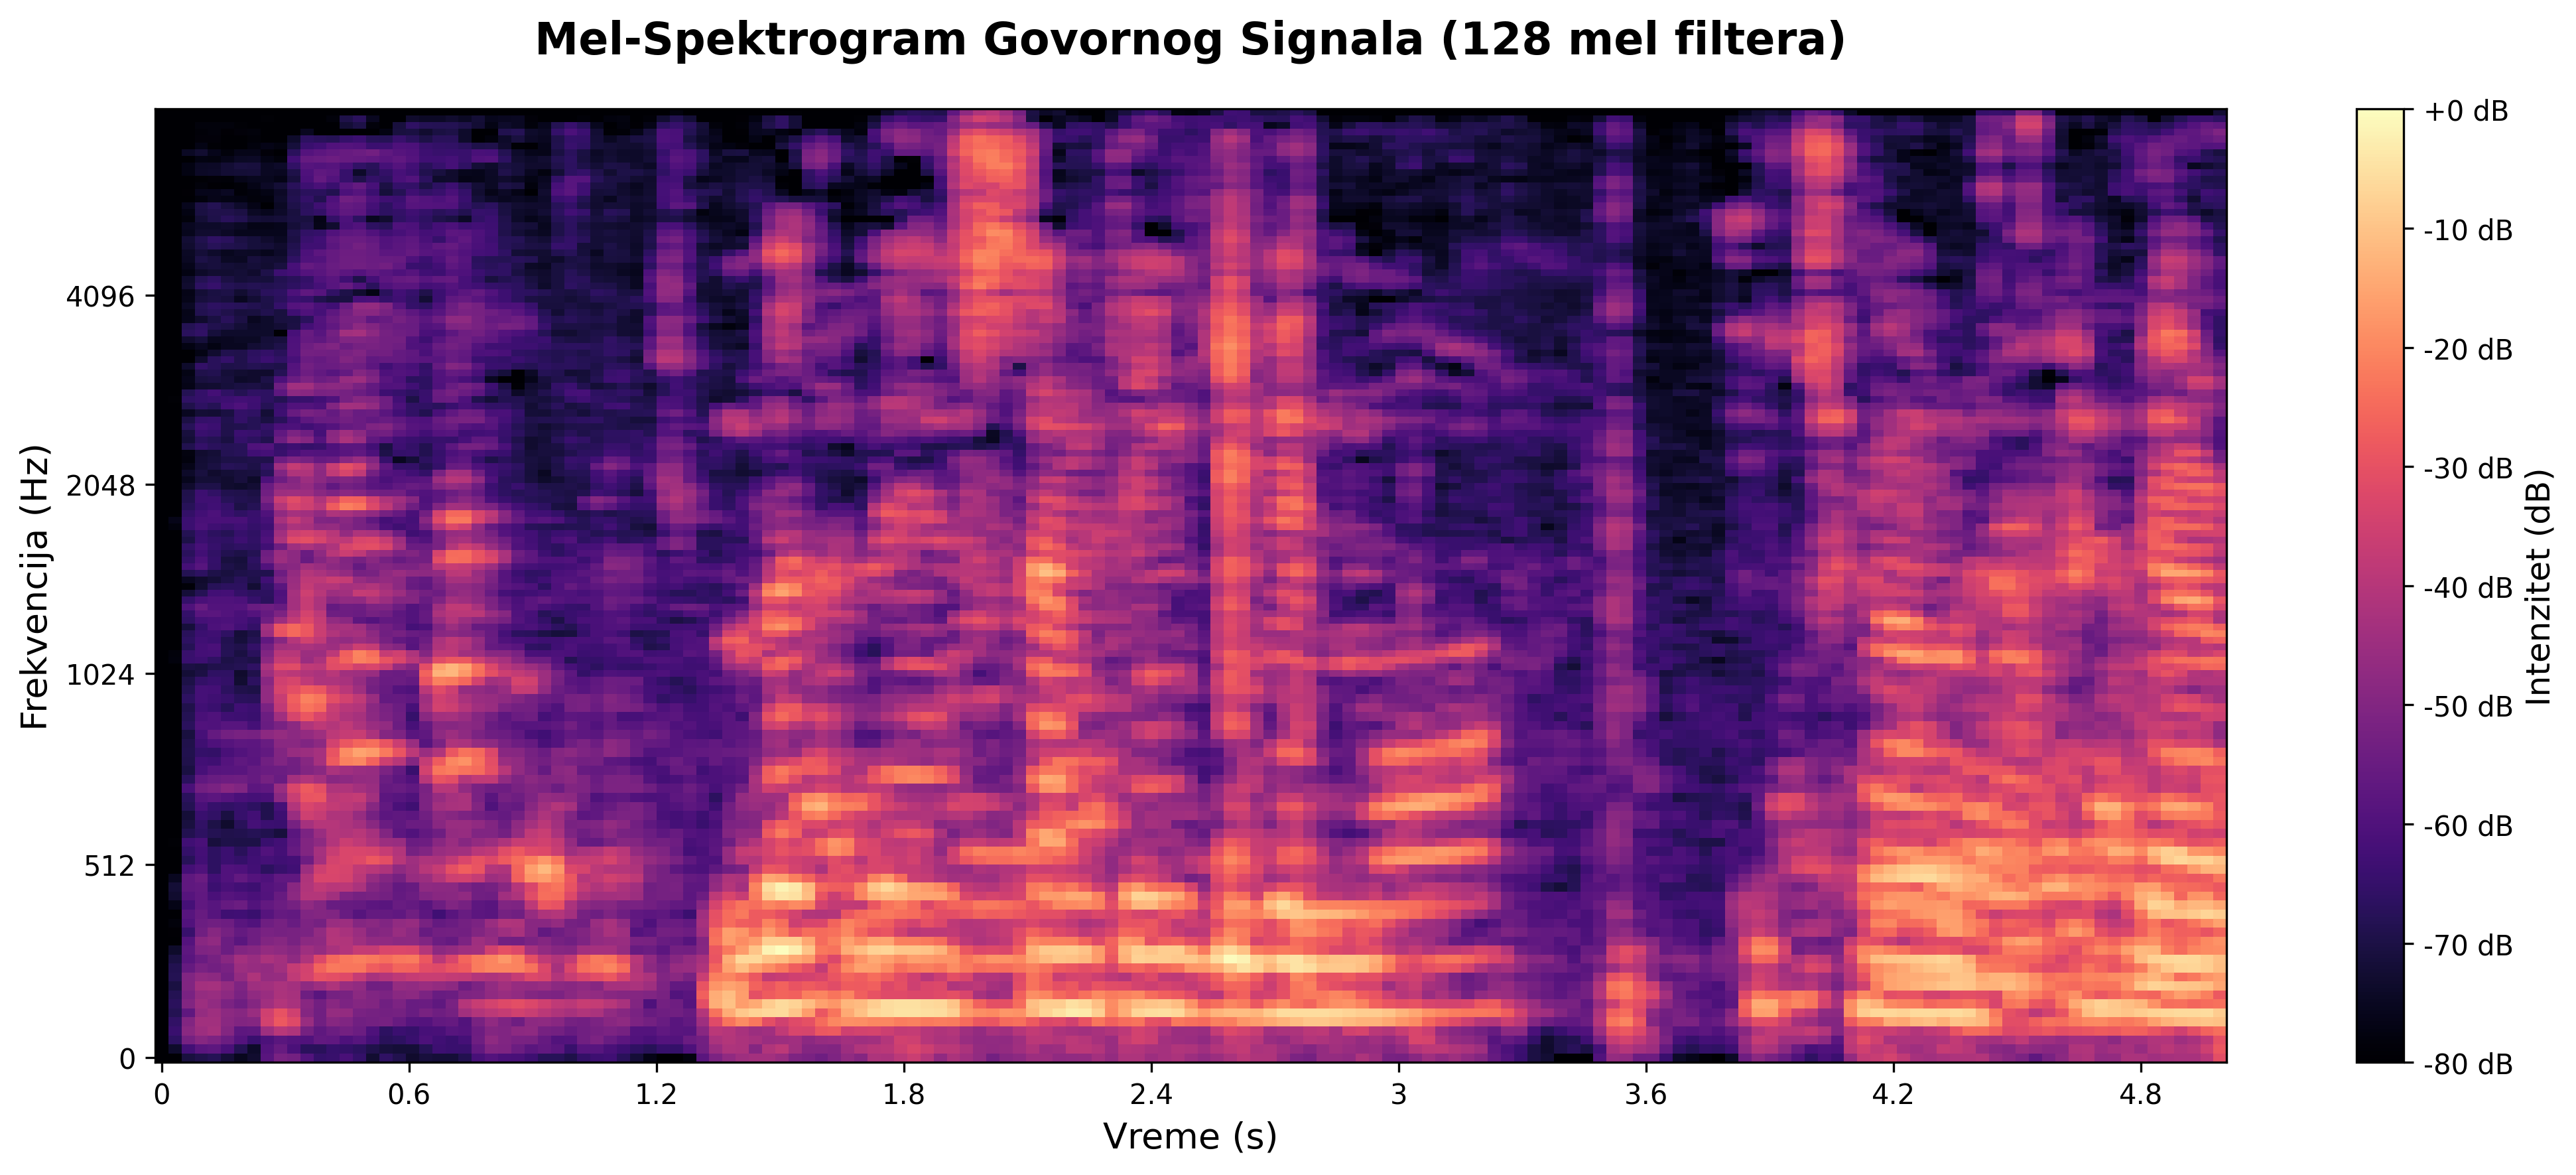 Mel-Spektrogram Govornog Signala (128 mel filtera)
Frekvencija (Hz)
4096
2048
1024
512
0
0
0.6
1.2
1.8
2.4
3
3.6
4.2
4.8
Vreme (s)
+0 dB
-10 dB
-20 dB
-30 dB
-40 dB
-50 dB
-60 dB
-70 dB
-80 dB
Intenzitet (dB)